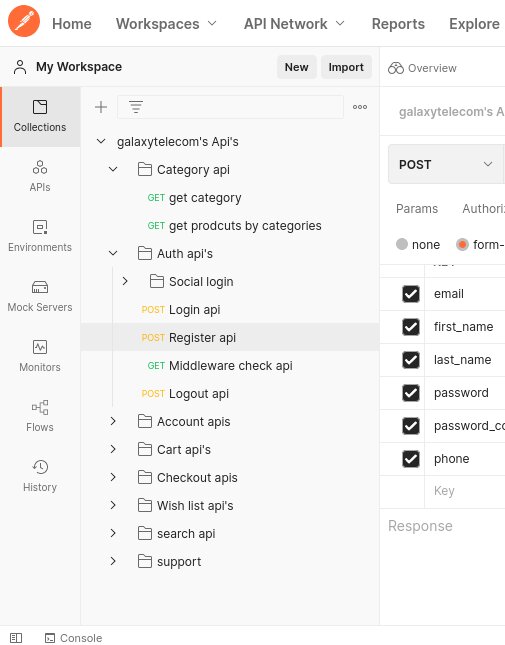 Home Workspaces API Network Reports Explore
My Workspace New Import
Overview
Collections
APIs
Environments
Mock Servers
Monitors
Flows
History
galaxytelecom's Api's
Category api
GET get category
GET get prodcuts by categories
Auth api's
Social login
POST Login api
POST Register api
GET Middleware check api
POST Logout api
Account apis
Cart api's
Checkout apis
Wish list api's
search api
support
galaxytelecom's A
POST
Params Authori
none form-
email
first_name
last_name
password
password_co
phone
Key
Response
Console